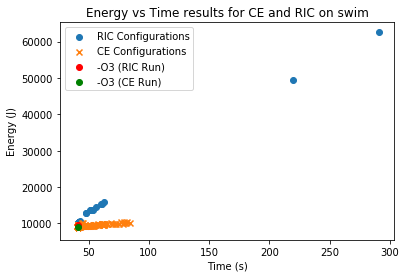 Energy vs Time results for CE and RIC on swim
RIC Configurations
CE Configurations
-O3 (RIC Run)
-O3 (CE Run)
Energy (J)
60000
50000
40000
30000
20000
10000
50 100 150 200 250 300
Time (s)